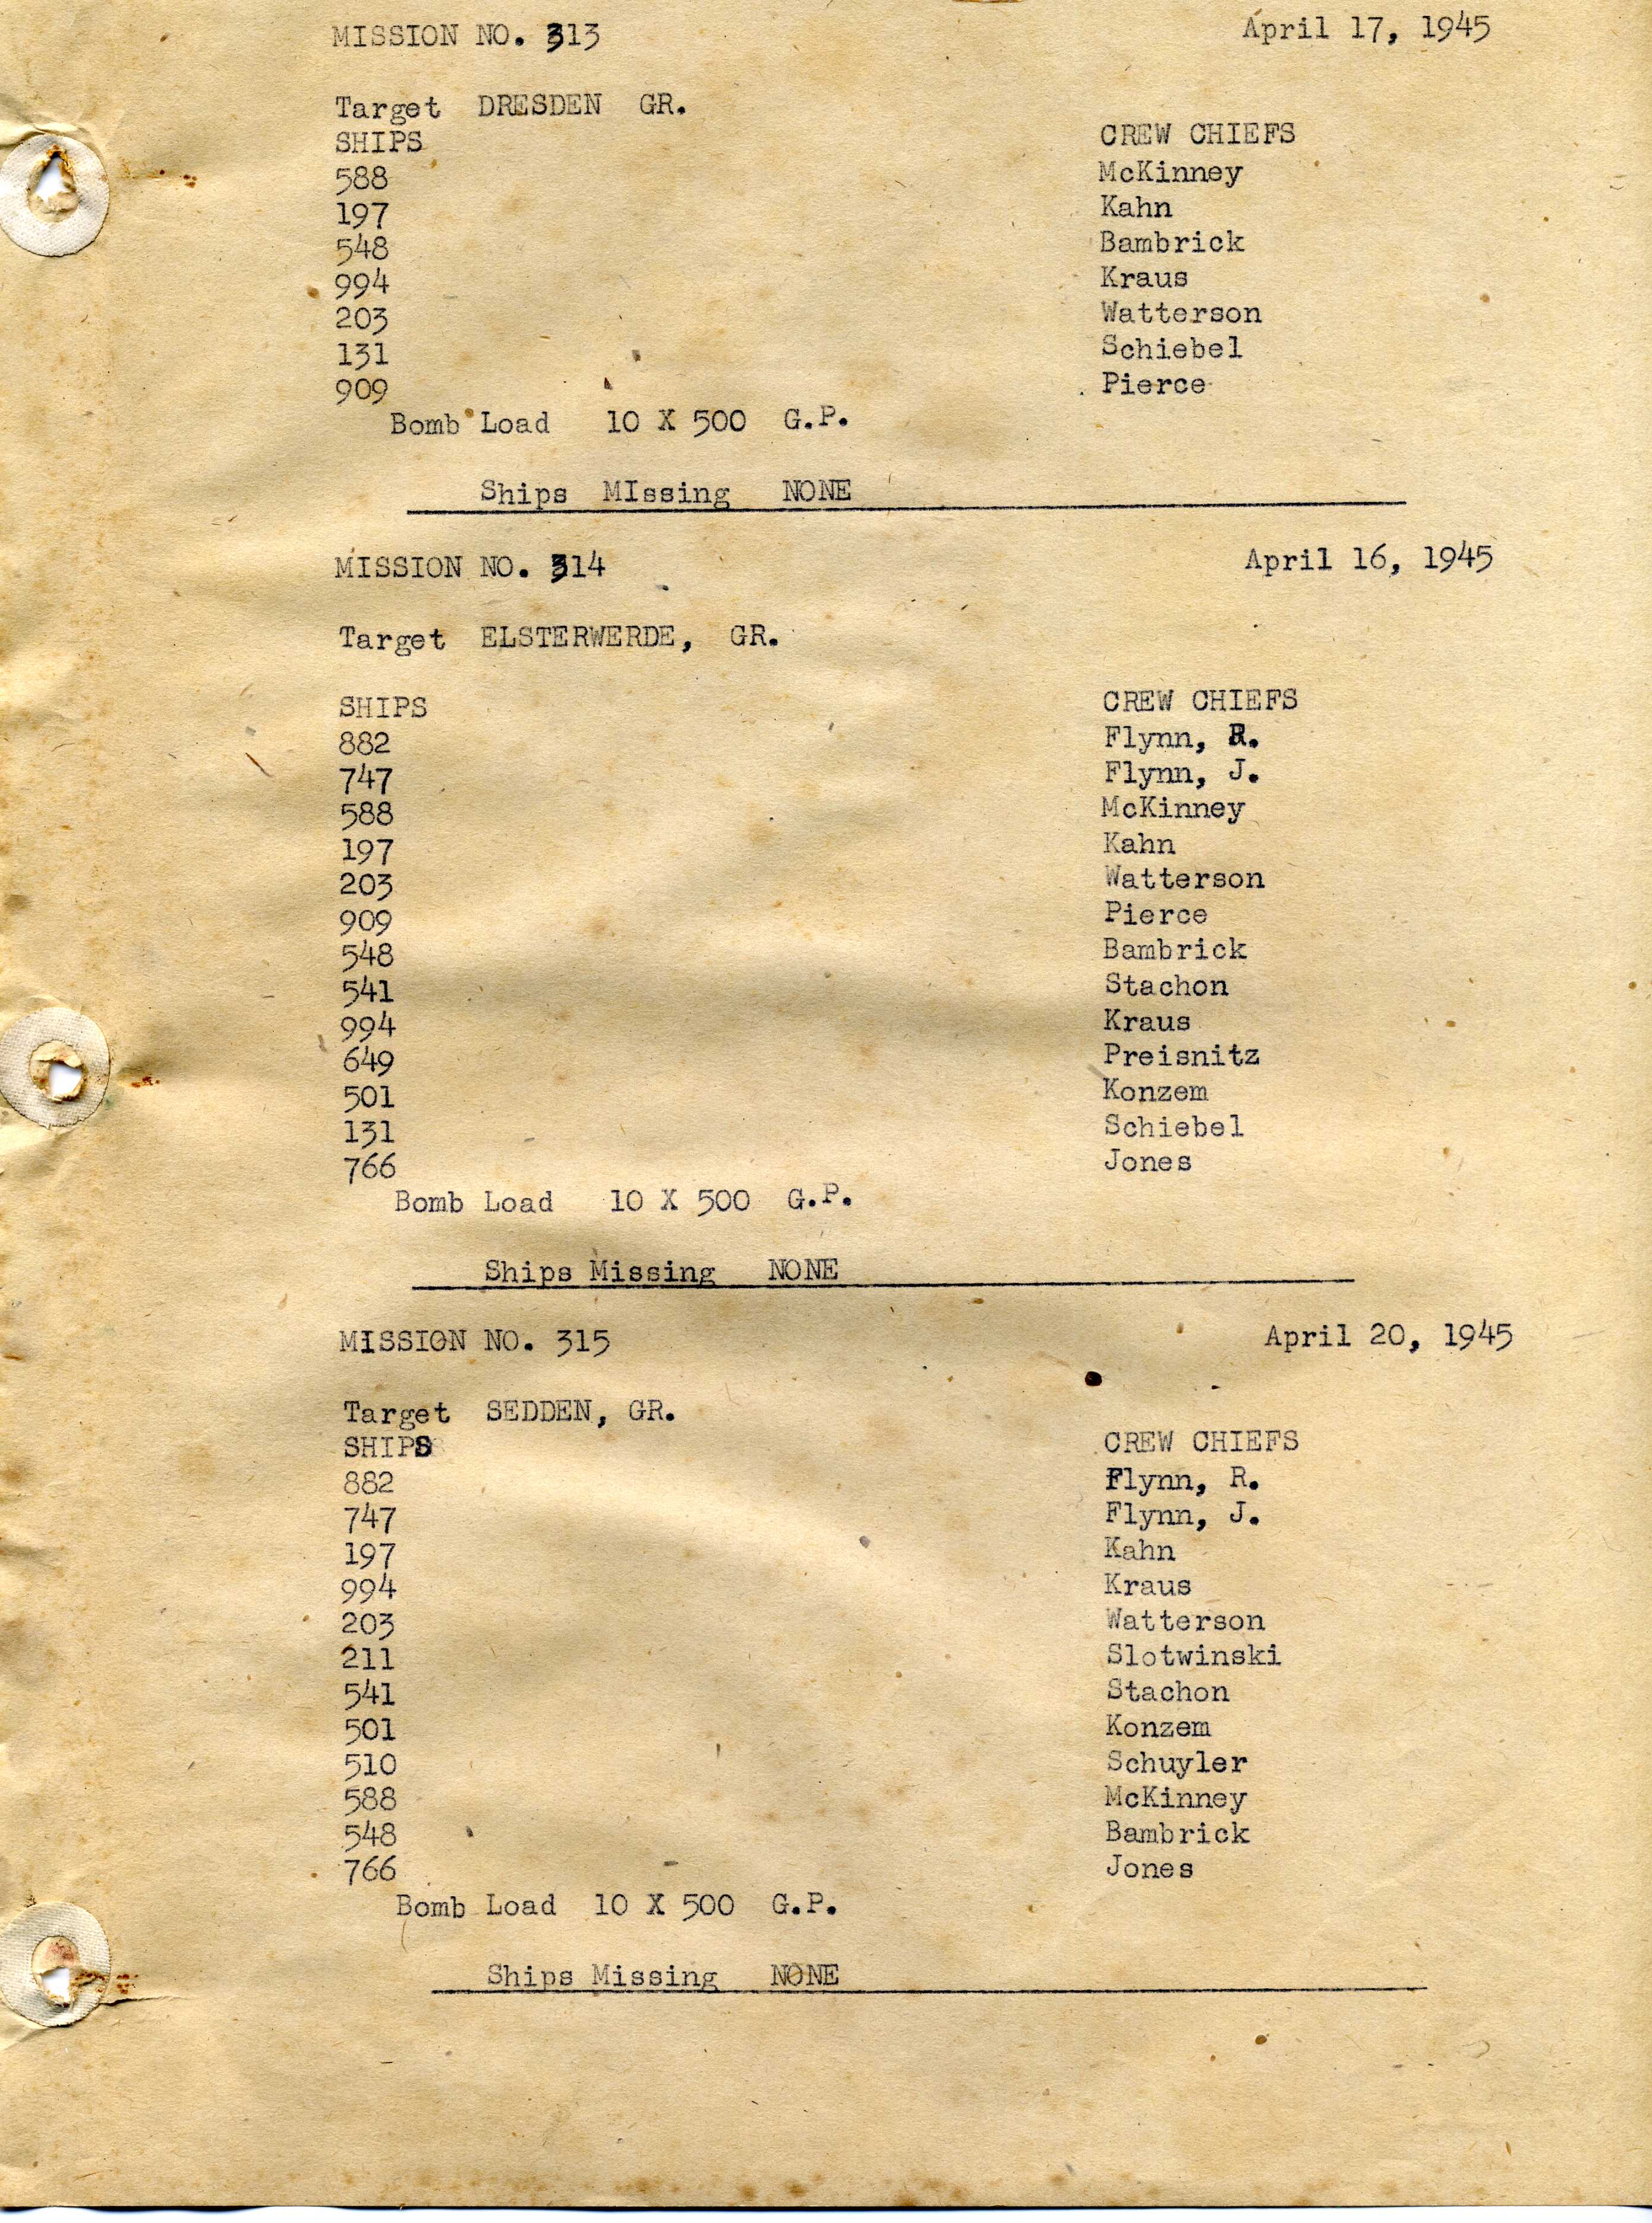 MISSION NO. 313 April 17, 1945
Target DRESDEN GR.
SHIPS CREW CHIEFS
588 McKinney
197 Kahn
548 Bambrick
994 Kraus
203 Watterson
131 Schiebel
909 Pierce
Bomb Load 10 X 500 G.P.
Ships MIssing NONE
MISSION NO. 314 April 16, 1945
Target ELSTERWERDE, GR.
SHIPS CREW CHIEFS
882 Flynn, R.
747 Flynn, J.
588 McKinney
197 Kahn
203 Watterson
909 Pierce
548 Bambrick
541 Stachon
994 Kraus
649 Preisnitz
501 Konzem
131 Schiebel
766 Jones
Bomb Load 10 X 500 G.P.
Ships Missing NONE
MISSION NO. 315 April 20, 1945
Target SEDDEN, GR.
SHIPS CREW CHIEFS
882 Flynn, R.
747 Flynn, J.
197 Kahn
994 Kraus
203 Watterson
211 Slotwinski
541 Stachon
501 Konzem
510 Schuyler
588 McKinney
548 Bambrick
766 Jones
Bomb Load 10 X 500 G.P.
Ships Missing NONE